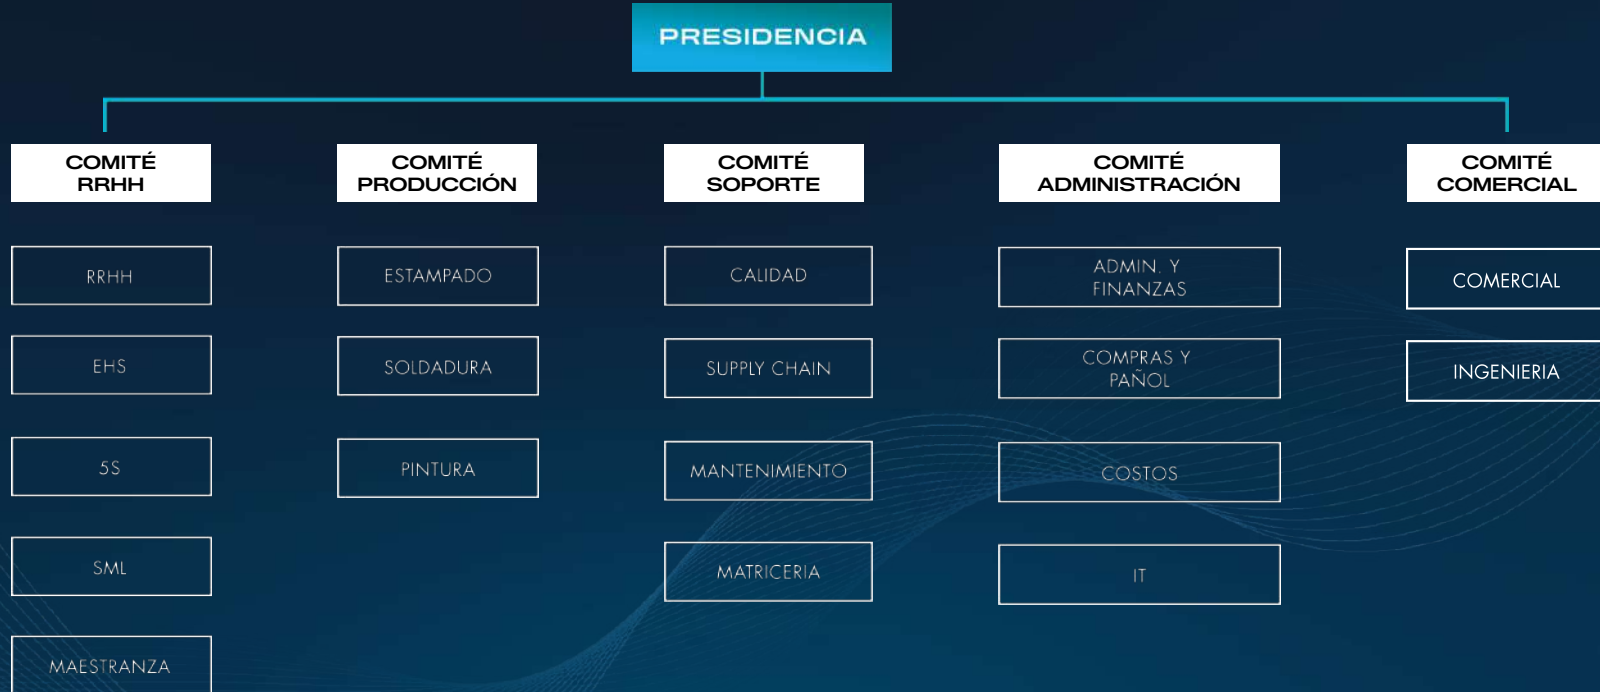 PRESIDENCIA
COMITÉ
RRHH
RRHH
EHS
5S
SML
MAESTRANZA
COMITÉ
PRODUCCIÓN
ESTAMPADO
SOLDADURA
PINTURA
COMITÉ
SOPORTE
CALIDAD
SUPPLY CHAIN
MANTENIMIENTO
MATRICERIA
COMITÉ
ADMINISTRACIÓN
ADMIN. Y
FINANZAS
COMPRAS Y
PAÑOL
COSTOS
IT
COMITÉ
COMERCIAL
COMERCIAL
INGENIERIA